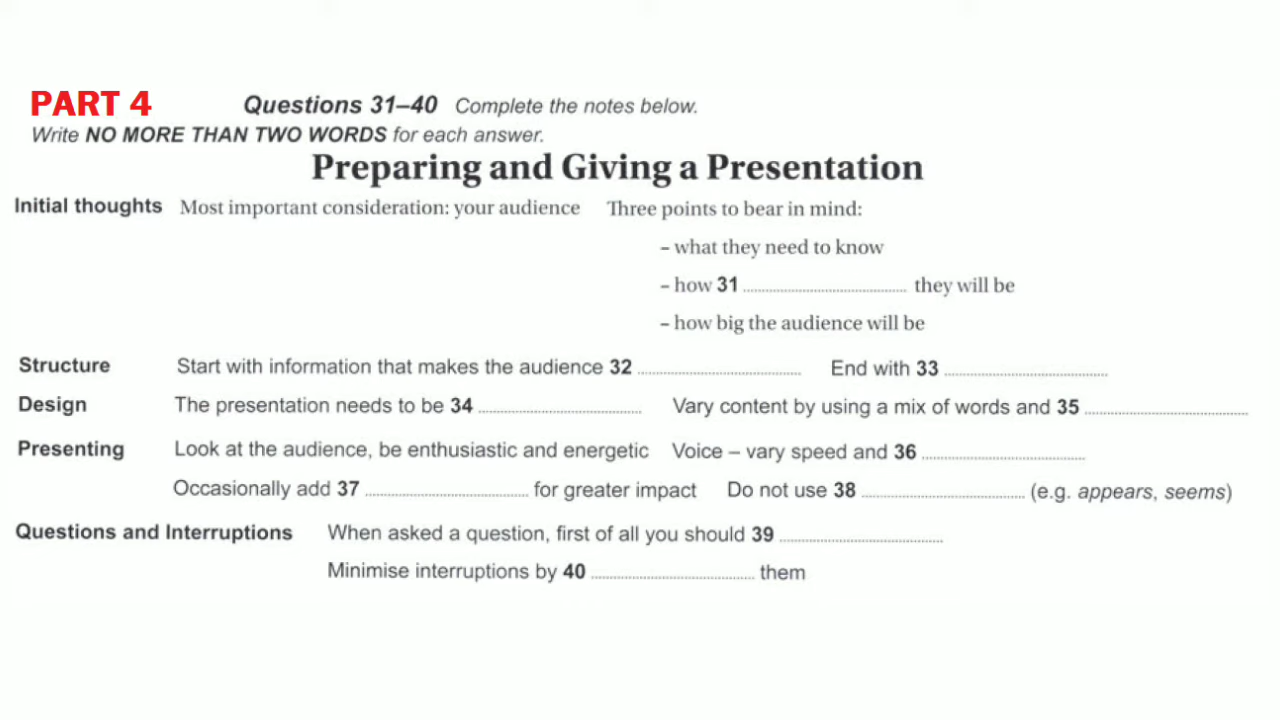 PART 4 Questions 31–40 Complete the notes below.
Write NO MORE THAN TWO WORDS for each answer.
Preparing and Giving a Presentation
Initial thoughts Most important consideration: your audience Three points to bear in mind:
– what they need to know
– how 31 ........................................ they will be
– how big the audience will be
Structure Start with information that makes the audience 32 ........................................ End with 33 ........................................
Design The presentation needs to be 34 ........................................ Vary content by using a mix of words and 35 ........................................
Presenting Look at the audience, be enthusiastic and energetic Voice – vary speed and 36 ........................................
Occasionally add 37 ........................................ for greater impact Do not use 38 ........................................ (e.g. appears, seems)
Questions and Interruptions When asked a question, first of all you should 39 ........................................
Minimise interruptions by 40 ........................................ them